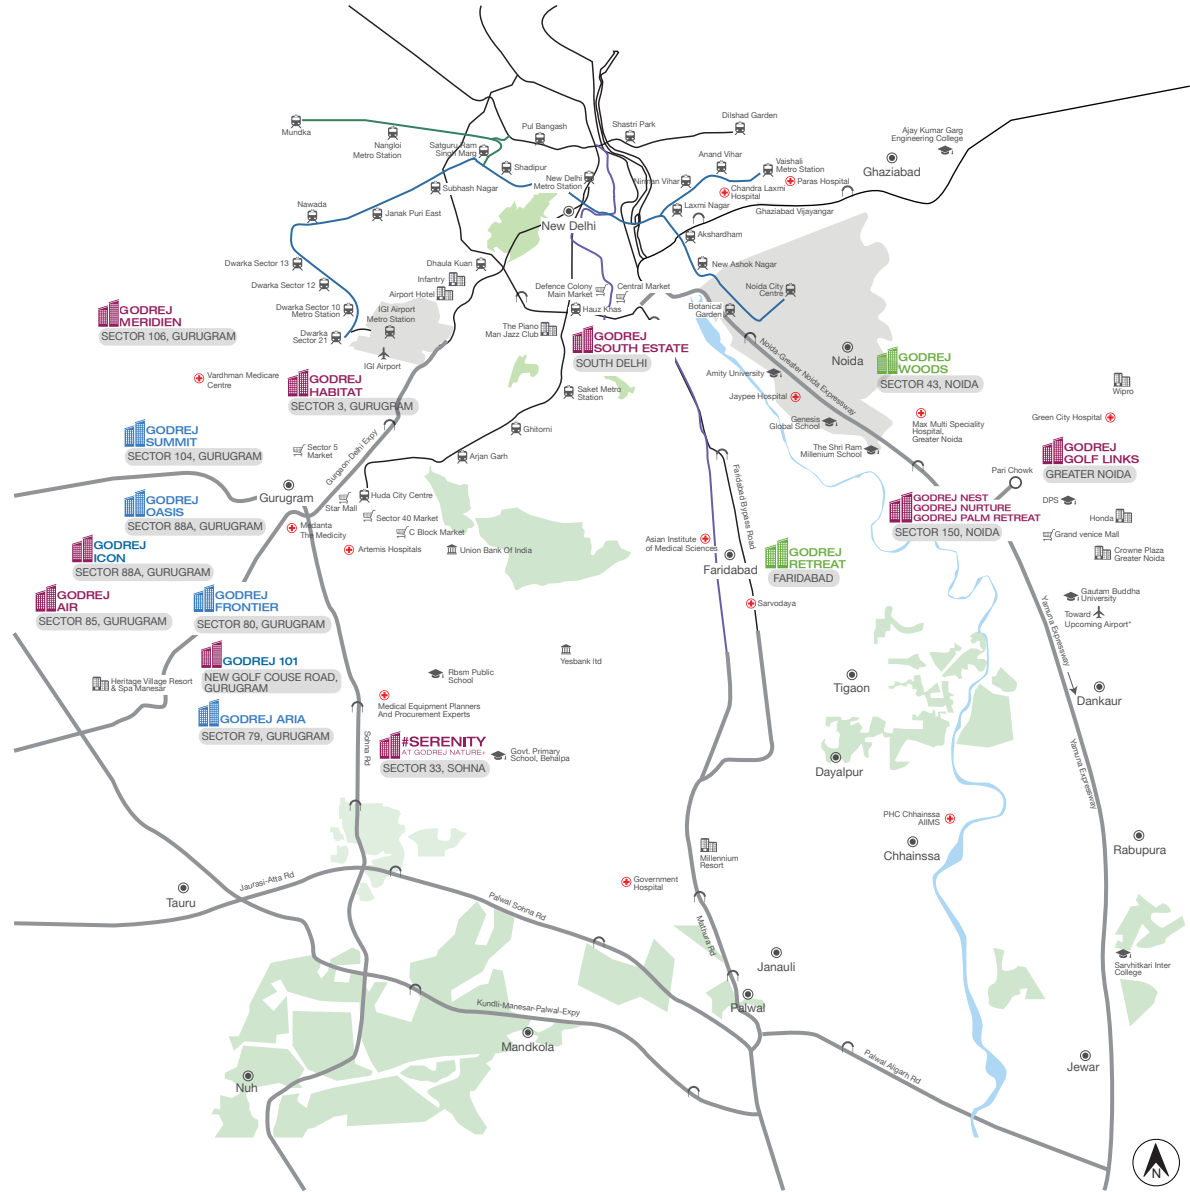 Dilshad Garden
Shastri Park
Pul Bangash
Mundka
Nangloi
Metro Station
Satguru Ram
Singh Marg
Ajay Kumar Garg
Engineering College
Ghaziabad
Shadipur
New Delhi
Metro Station
Nirman Vihar
Anand Vihar
Vaishali
Metro Station
Paras Hospital
Chandra Laxmi
Hospital
Subhash Nagar
Nawada
Janak Puri East
Laxmi Nagar
Ghaziabad Vijayangar
New Delhi
Akshardham
Dwarka Sector 13
Dhaula Kuan
New Ashok Nagar
Dwarka Sector 12
Infantry
Airport Hotel
Defence Colony
Main Market
Central Market
Noida City
Centre
Dwarka Sector 10
Metro Station
IGI Airport
Metro Station
Hauz Khas
Botanical
Garden
GODREJ
MERIDIEN
SECTOR 106, GURUGRAM
Dwarka
Sector 21
The Piano
Man Jazz Club
GODREJ
SOUTH ESTATE
SOUTH DELHI
Noida-Greater Noida Expressway
Noida
GODREJ
WOODS
SECTOR 43, NOIDA
IGI Airport
Vardhman Medicare
Centre
GODREJ
HABITAT
SECTOR 3, GURUGRAM
Saket Metro
Station
Amity University
Jaypee Hospital
Wipro
Green City Hospital
Genesis
Global School
Max Multi Speciality
Hospital,
Greater Noida
GODREJ
SUMMIT
SECTOR 104, GURUGRAM
Sector 5
Market
Gurgaon-Delhi Expy
Ghitorni
Arjan Garh
The Shri Ram
Millenium School
GODREJ
GOLF LINKS
GREATER NOIDA
Pari Chowk
Faridabad Bypass Road
Gurugram
Huda City Centre
Star Mall
GODREJ
OASIS
SECTOR 88A, GURUGRAM
Sector 40 Market
C Block Market
Medanta
The Medicity
GODREJ NEST
GODREJ NURTURE
GODREJ PALM RETREAT
SECTOR 150, NOIDA
DPS
Honda
Grand venice Mall
Crowne Plaza
Greater Noida
GODREJ
ICON
SECTOR 88A, GURUGRAM
Artemis Hospitals
Union Bank Of India
Asian Institute
of Medical Sciences
Faridabad
GODREJ
RETREAT
FARIDABAD
GODREJ
AIR
SECTOR 85, GURUGRAM
GODREJ
FRONTIER
SECTOR 80, GURUGRAM
Sarvodaya
Gautam Buddha
University
Toward
Upcoming Airport*
Yamuna Expressway
GODREJ 101
NEW GOLF COUSE ROAD,
GURUGRAM
Yesbank ltd
Heritage Village Resort
& Spa Manesar
Rbsm Public
School
Tigaon
Dankaur
Medical Equipment Planners
And Procurement Experts
GODREJ ARIA
SECTOR 79, GURUGRAM
Sohna Rd
#SERENITY
AT GODREJ NATURE+
SECTOR 33, SOHNA
Govt. Primary
School, Behalpa
Dayalpur
Yamuna Expressway
PHC Chhainssa
AIIMS
Chhainssa
Rabupura
Millennium
Resort
Jaurasi-Atta Rd
Tauru
Government
Hospital
Palwal Sohna Rd
Mathura Rd
Janauli
Sarvhitkari Inter
College
Palwal
Kundli-Manesar-Palwal-Expy
Mandkola
Nuh
Palwal Aligarh Rd
Jewar
N